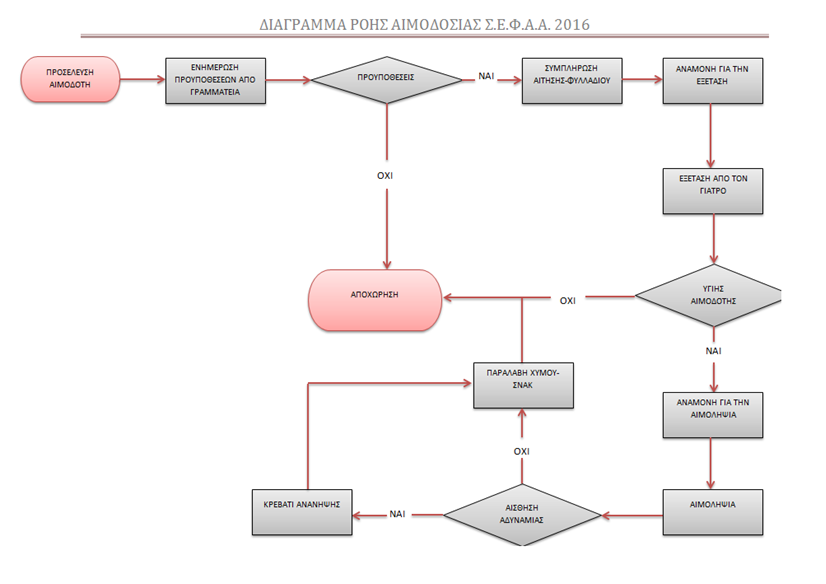 ΔΙΑΓΡΑΜΜΑ ΡΟΗΣ ΑΙΜΟΔΟΣΙΑΣ Σ.Ε.Φ.Α.Α. 2016
ΠΡΟΣΕΛΕΥΣΗ
ΑΙΜΟΔΟΤΗ
ΕΝΗΜΕΡΩΣΗ
ΠΡΟΥΠΟΘΕΣΕΩΝ ΑΠΟ
ΓΡΑΜΜΑΤΕΙΑ
ΠΡΟΥΠΟΘΕΣΕΙΣ
ΝΑΙ
ΣΥΜΠΛΗΡΩΣΗ
ΑΙΤΗΣΗΣ-ΦΥΛΛΑΔΙΟΥ
ΑΝΑΜΟΝΗ ΓΙΑ ΤΗΝ
ΕΞΕΤΑΣΗ
ΟΧΙ
ΕΞΕΤΑΣΗ ΑΠΟ ΤΟΝ
ΓΙΑΤΡΟ
ΑΠΟΧΩΡΗΣΗ
ΟΧΙ
ΥΓΙΗΣ
ΑΙΜΟΔΟΤΗΣ
ΝΑΙ
ΠΑΡΑΛΑΒΗ ΧΥΜΟΥ-
ΣΝΑΚ
ΑΝΑΜΟΝΗ ΓΙΑ ΤΗΝ
ΑΙΜΟΛΗΨΙΑ
ΟΧΙ
ΚΡΕΒΑΤΙ ΑΝΑΝΗΨΗΣ
ΝΑΙ
ΑΙΣΘΗΣΗ
ΑΔΥΝΑΜΙΑΣ
ΑΙΜΟΛΗΨΙΑ